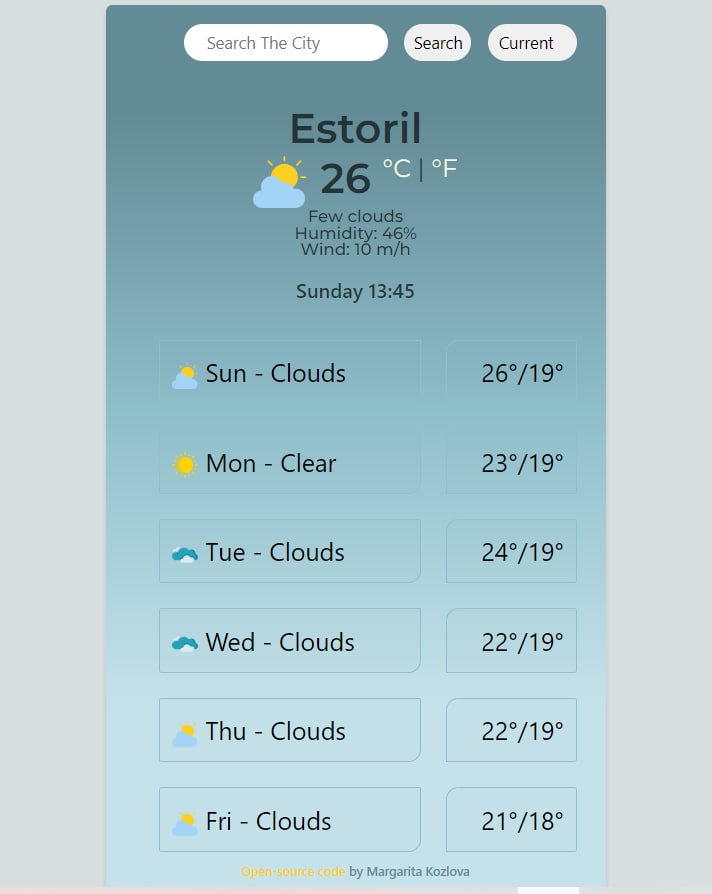 Search The City Search Current
Estoril
26 °C | °F
Few clouds
Humidity: 46%
Wind: 10 m/h
Sunday 13:45
Sun - Clouds 26°/19°
Mon - Clear 23°/19°
Tue - Clouds 24°/19°
Wed - Clouds 22°/19°
Thu - Clouds 22°/19°
Fri - Clouds 21°/18°
Open-source code by Margarita Kozlova